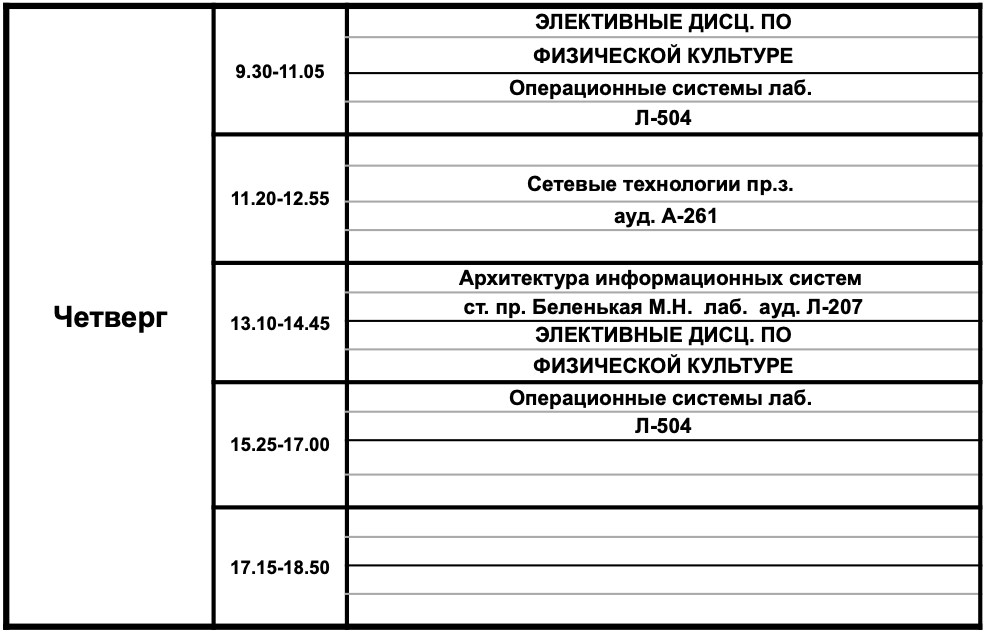 Четверг
9.30-11.05
ЭЛЕКТИВНЫЕ ДИСЦ. ПО
ФИЗИЧЕСКОЙ КУЛЬТУРЕ
Операционные системы лаб.
Л-504
11.20-12.55
Сетевые технологии пр.з.
ауд. А-261
13.10-14.45
Архитектура информационных систем
ст. пр. Беленькая М.Н. лаб. ауд. Л-207
ЭЛЕКТИВНЫЕ ДИСЦ. ПО
ФИЗИЧЕСКОЙ КУЛЬТУРЕ
15.25-17.00
Операционные системы лаб.
Л-504
17.15-18.50